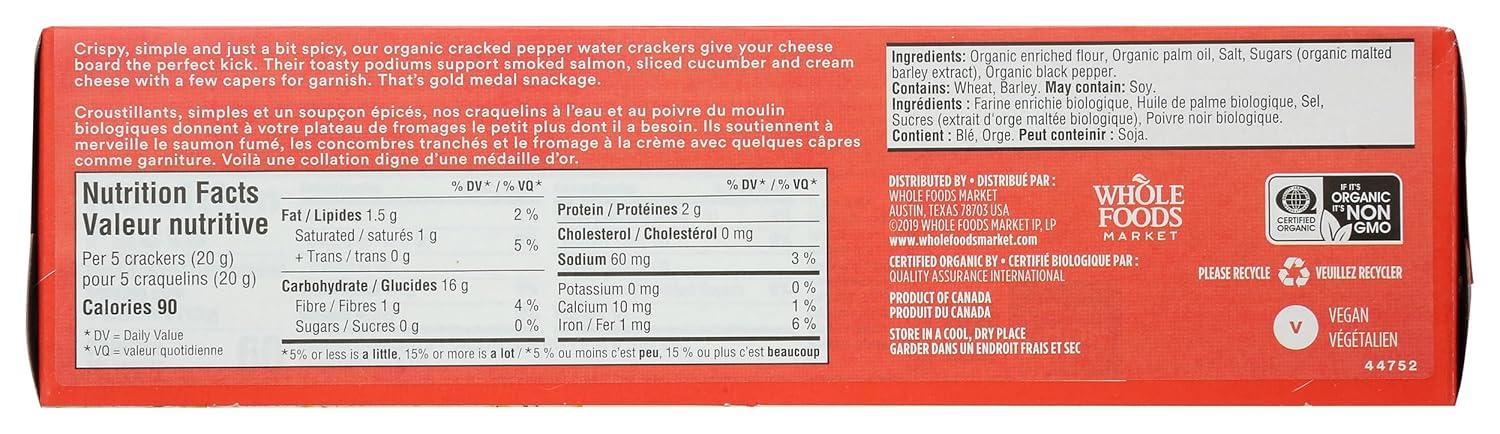 Crispy, simple and just a bit spicy, our organic cracked pepper water crackers give your cheese
board the perfect kick. Their toasty podiums support smoked salmon, sliced cucumber and cream
cheese with a few capers for garnish. That's gold medal snackage.
Croustillants, simples et un soupçon épicés, nos craquelins à l'eau et au poivre du moulin
biologiques donnent à votre plateau de fromages le petit plus dont il a besoin. Ils soutiennent à
merveille le saumon fumé, les concombres tranchés et le fromage à la crème avec quelques câpres
comme garniture. Voilà une collation digne d'une médaille d'or.
Nutrition Facts
Valeur nutritive
Per 5 crackers (20 g)
pour 5 craquelins (20 g)
Calories 90
* DV = Daily Value
* VQ = valeur quotidienne
% DV* / % VQ*
Fat / Lipides 1.5 g 2 %
Saturated / saturés 1 g
+ Trans / trans 0 g 5 %
Carbohydrate / Glucides 16 g
Fibre / Fibres 1 g 4 %
Sugars / Sucres 0 g 0 %
% DV* / % VQ*
Protein / Protéines 2 g
Cholesterol / Cholestérol 0 mg
Sodium 60 mg 3 %
Potassium 0 mg 0 %
Calcium 10 mg 1 %
Iron / Fer 1 mg 6 %
*5% or less is a little, 15% or more is a lot / *5 % ou moins c'est peu, 15 % ou plus c'est beaucoup
Ingredients: Organic enriched flour, Organic palm oil, Salt, Sugars (organic malted
barley extract), Organic black pepper.
Contains: Wheat, Barley. May contain: Soy.
Ingrédients : Farine enrichie biologique, Huile de palme biologique, Sel,
Sucres (extrait d'orge maltée biologique), Poivre noir biologique.
Contient : Blé, Orge. Peut conteinir : Soja.
DISTRIBUTED BY • DISTRIBUÉ PAR :
WHOLE FOODS MARKET
AUSTIN, TEXAS 78703 USA
©2019 WHOLE FOODS MARKET IP, LP
www.wholefoodsmarket.com
CERTIFIED ORGANIC BY • CERTIFIÉ BIOLOGIQUE PAR :
QUALITY ASSURANCE INTERNATIONAL
PRODUCT OF CANADA
PRODUIT DU CANADA
STORE IN A COOL, DRY PLACE
GARDER DANS UN ENDROIT FRAIS ET SEC
WHOLE
FOODS
MARKET
CERTIFIED
ORGANIC
IF IT'S
ORGANIC
IT'S NON
GMO
PLEASE RECYCLE VEUILLEZ RECYCLER
V
VEGAN
VÉGÉTALIEN
44752